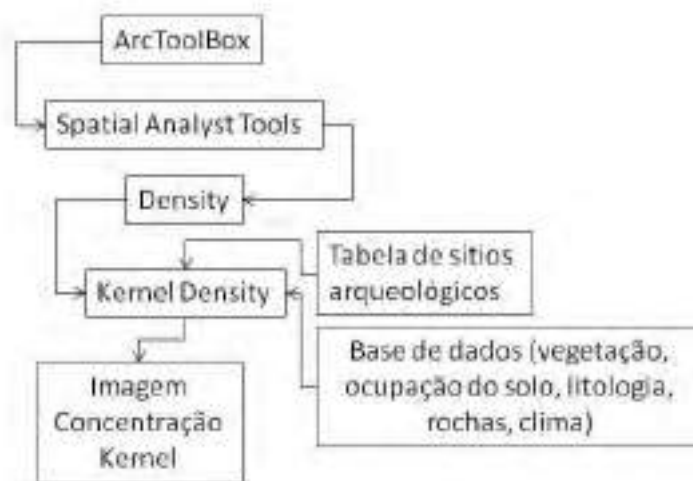 ArcToolBox
Spatial Analyst Tools
Density
Kernel Density
Tabela de sítios
arqueológicos
Base de dados (vegetação,
ocupação do solo, litologia,
rochas, clima)
Imagem
Concentração
Kernel